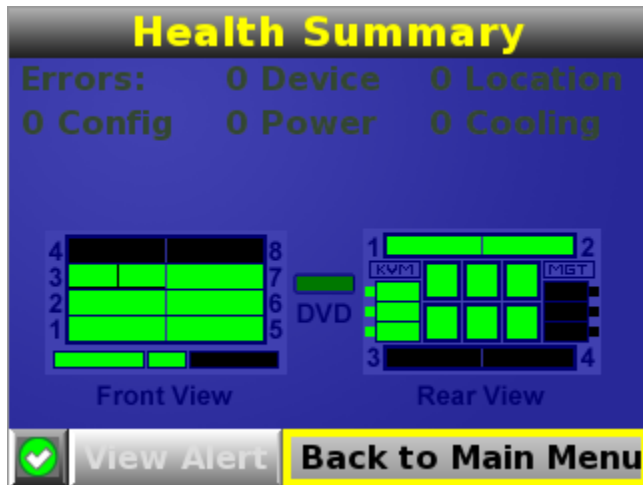 Health Summary
Errors: 0 Device 0 Location
0 Config 0 Power 0 Cooling
4 8 1 2
3 7 KVM MGT
2 6 DVD
1 5 3 4
Front View Rear View
View Alert Back to Main Menu